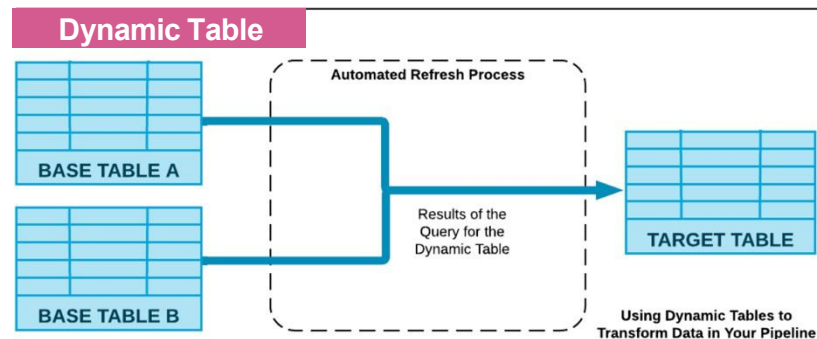 Dynamic Table
Automated Refresh Process
BASE TABLE A
Results of the
Query for the
Dynamic Table
TARGET TABLE
BASE TABLE B
Using Dynamic Tables to
Transform Data in Your Pipeline